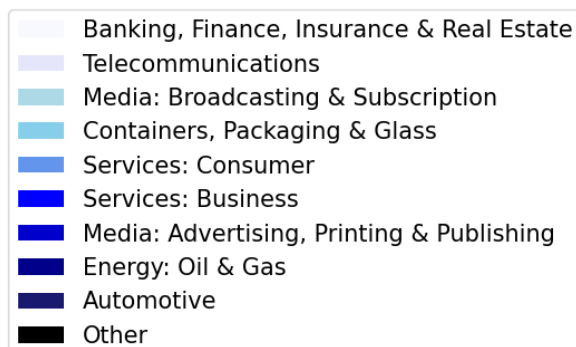 Banking, Finance, Insurance & Real Estate
Telecommunications
Media: Broadcasting & Subscription
Containers, Packaging & Glass
Services: Consumer
Services: Business
Media: Advertising, Printing & Publishing
Energy: Oil & Gas
Automotive
Other